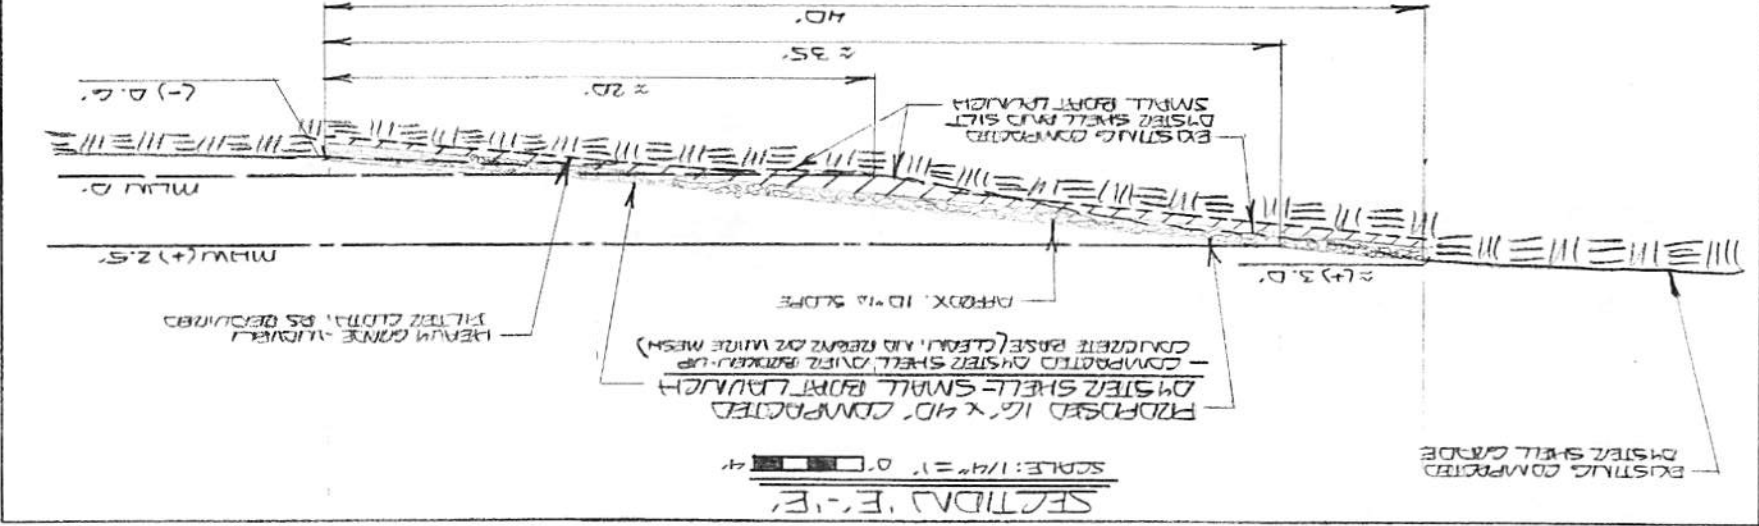 SECTION 'E'-'E'
SCALE: 1/4"=1' 0' 4'
EXISTING COMPACTED
OYSTER SHELL GRADE
PROPOSED 16' x 40' COMPACTED
OYSTER SHELL-SMALL BOAT LAUNCH
- COMPACTED OYSTER SHELL OVER BROKEN-UP
CONCRETE BASE (CLEAN, NO REBAR OR WIRE MESH)
HEAVY GRADE-WOVEN
FILTER CLOTH, AS REQUIRED
APPROX. 10% SLOPE
≈(+)3.0'
MHW (+) 2.5'
MLW 0'
EXISTING COMPACTED
OYSTER SHELL AND SILT
SMALL BOAT LAUNCH
(-) 0.6'
≈ 20'
≈ 35'
40'